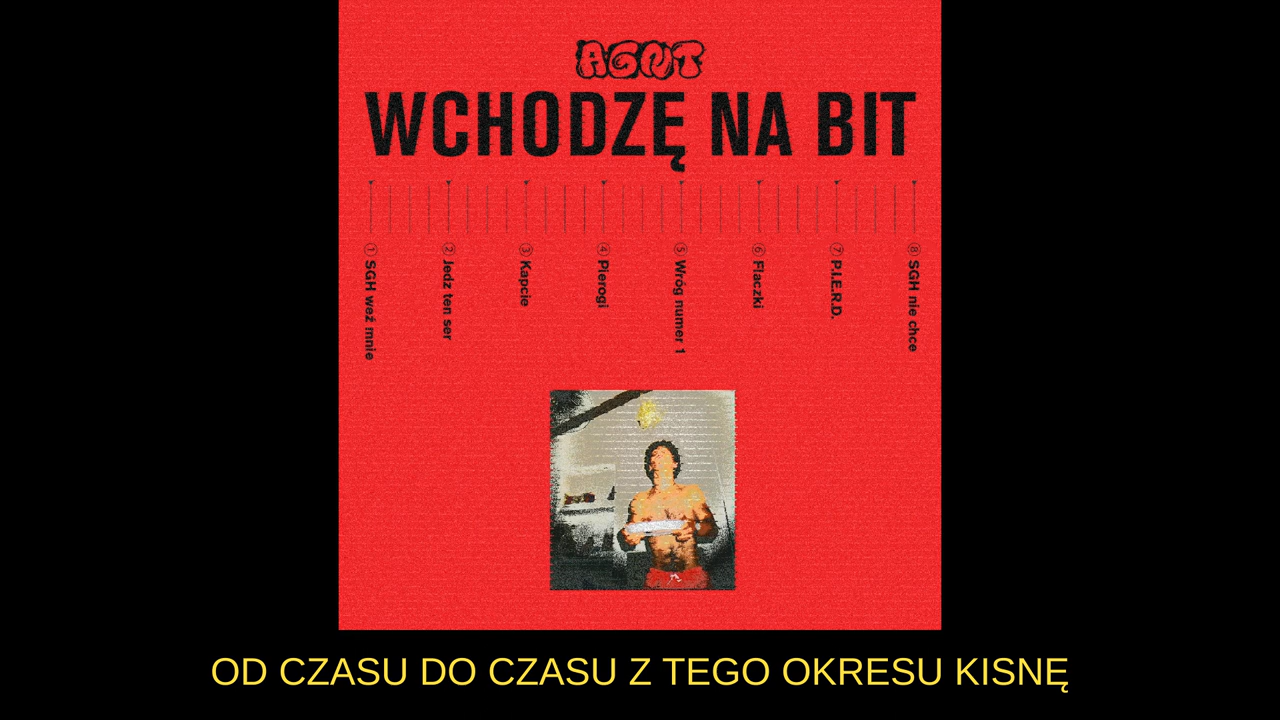 AGNT
WCHODZĘ NA BIT
① SGH weź mnie
② Jedz ten ser
③ Kapcie
④ Pierogi
⑤ Wróg numer 1
⑥ Flaczki
⑦ P.I.E.R.D.
⑧ SGH nie chce
OD CZASU DO CZASU Z TEGO OKRESU KISNĘ